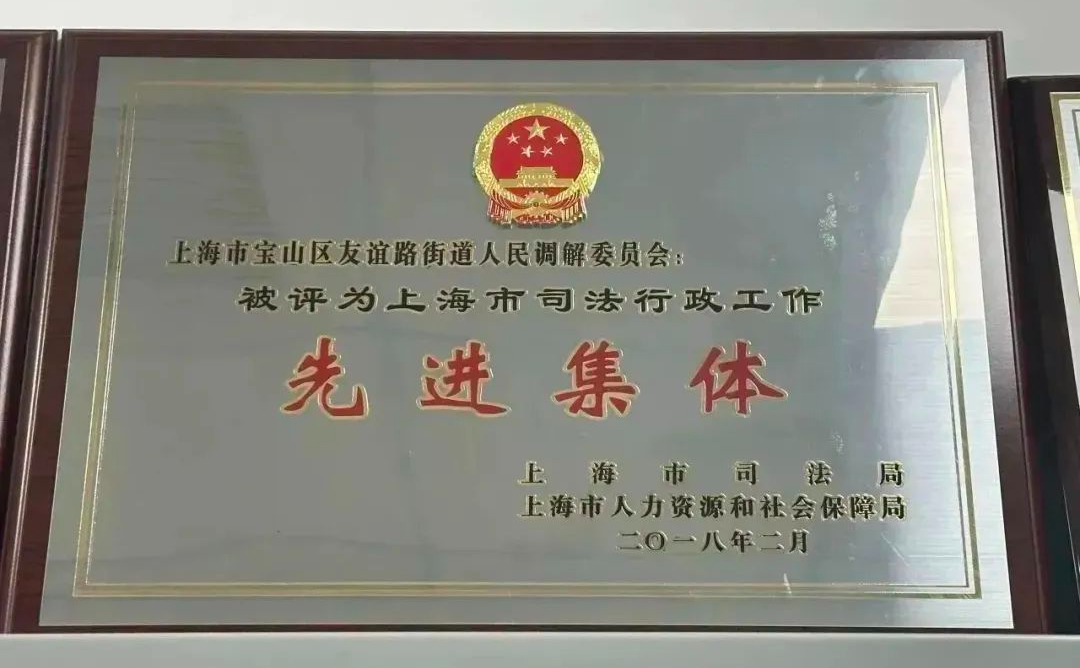 上海市宝山区友谊路街道人民调解委员会：
被评为上海市司法行政工作
先进集体
上海市司法局
上海市人力资源和社会保障局
二〇一八年二月